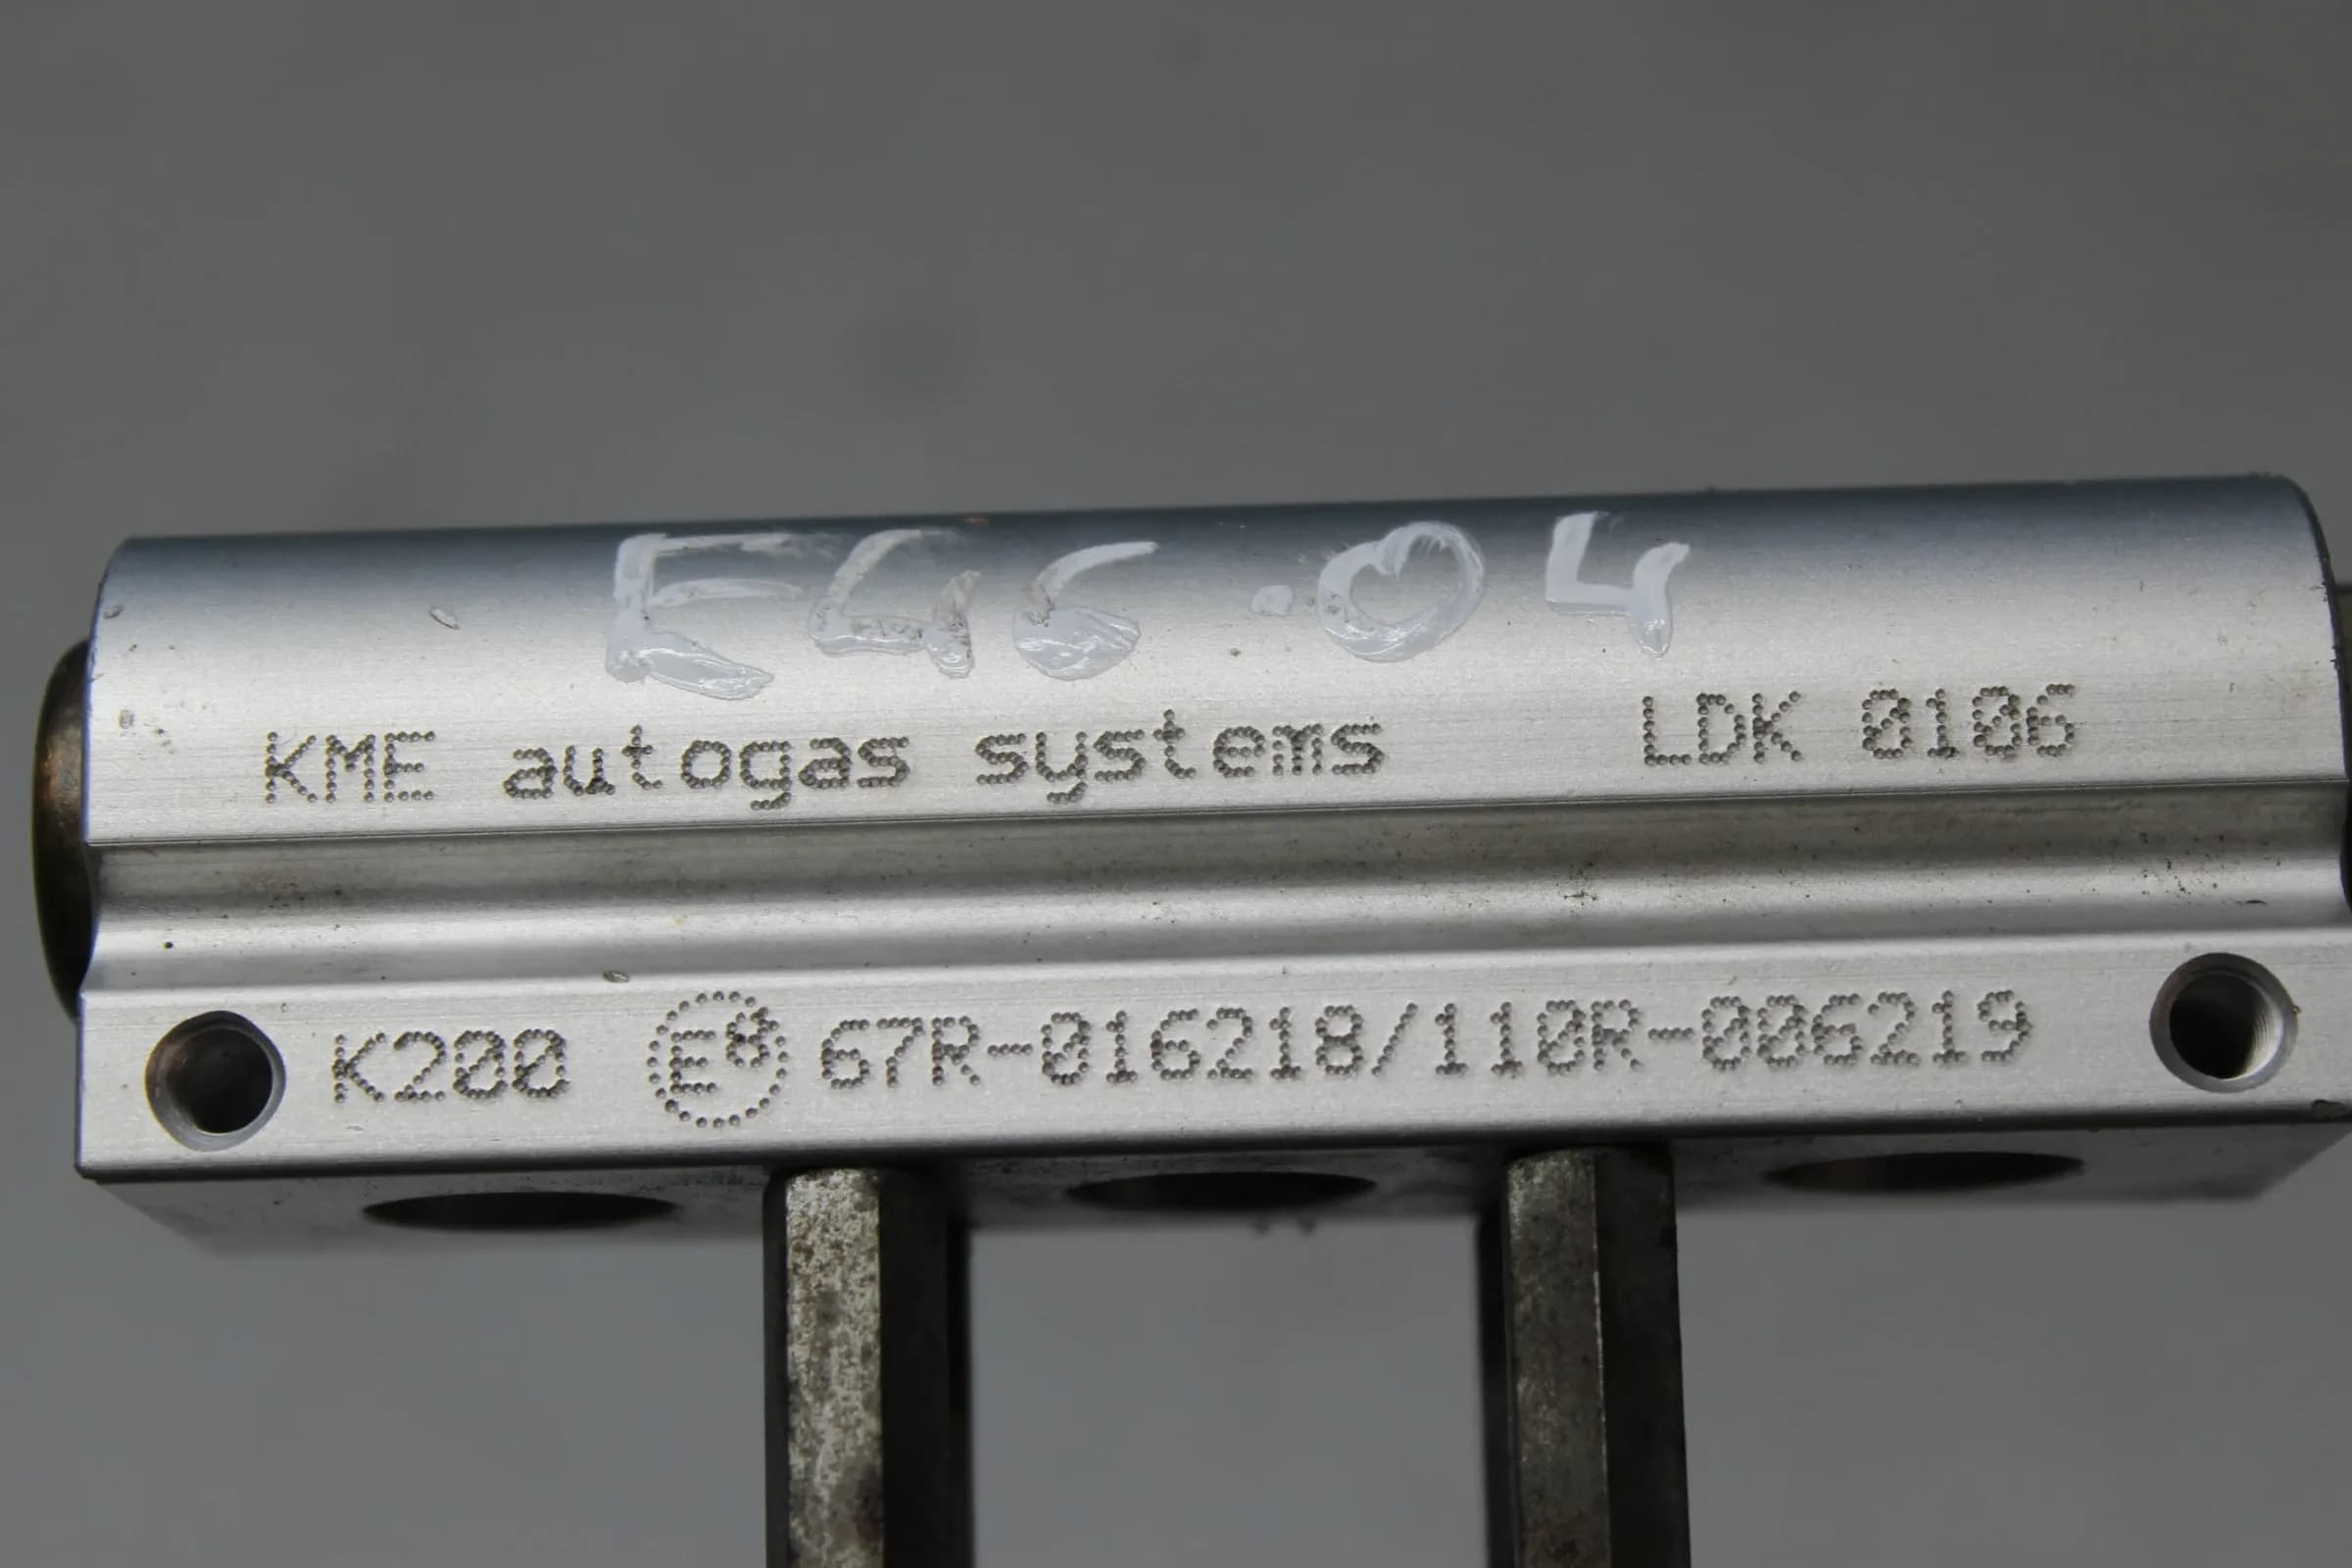 E46.04
KME autogas systems LDK 0106
K200 E8 67R-016218/110R-006219